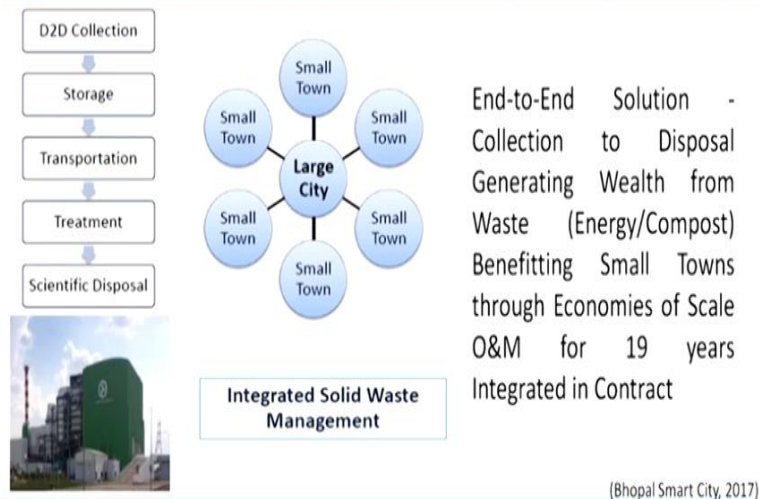 D2D Collection
Storage
Transportation
Treatment
Scientific Disposal
Small
Town
Small
Town
Small
Town
Large
City
Small
Town
Small
Town
Small
Town
Integrated Solid Waste
Management
End-to-End Solution -
Collection to Disposal
Generating Wealth from
Waste (Energy/Compost)
Benefitting Small Towns
through Economies of Scale
O&M for 19 years
Integrated in Contract
(Bhopal Smart City, 2017)